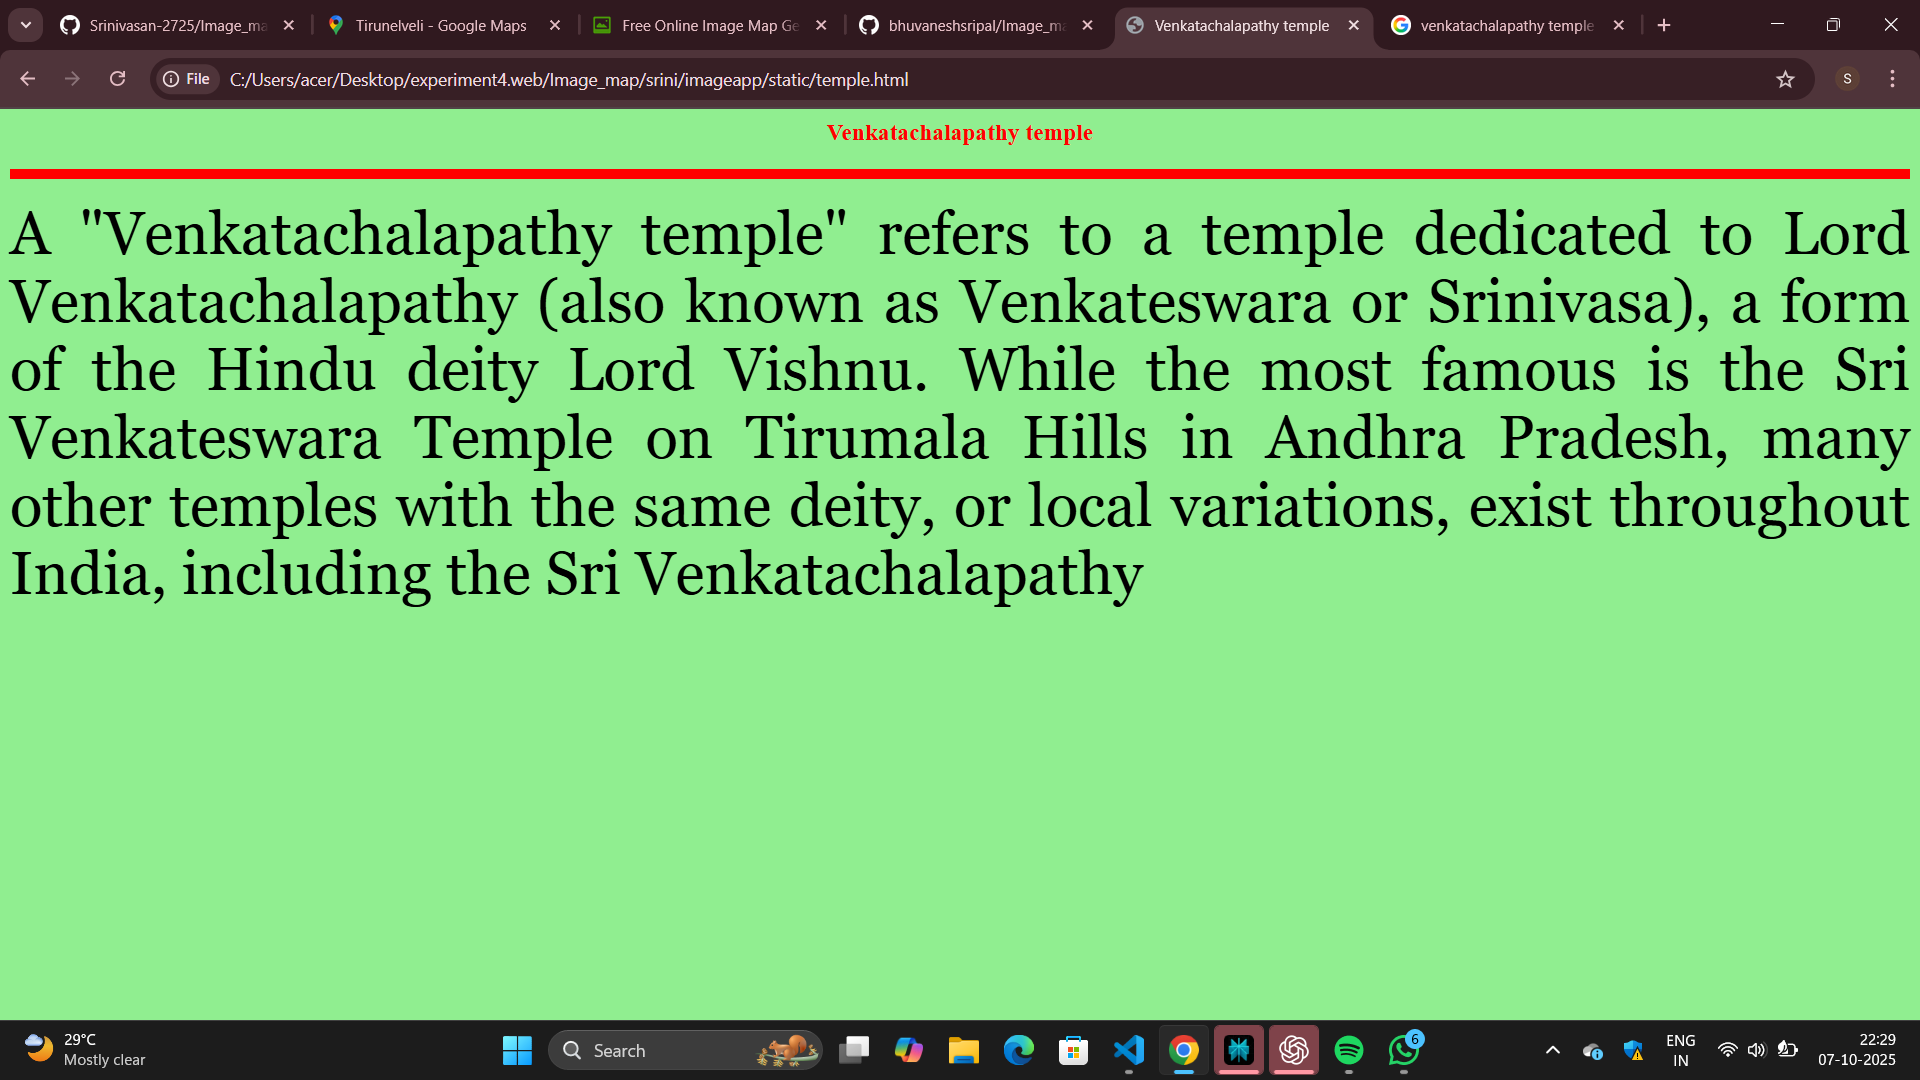 Srinivasan-2725/Image_ma
Tirunelveli - Google Maps
Free Online Image Map Ge
bhuvaneshsripal/Image_ma
Venkatachalapathy temple
venkatachalapathy temple
File
C:/Users/acer/Desktop/experiment4.web/Image_map/srini/imageapp/static/temple.html
S
Venkatachalapathy temple
A "Venkatachalapathy temple" refers to a temple dedicated to Lord
Venkatachalapathy (also known as Venkateswara or Srinivasa), a form
of the Hindu deity Lord Vishnu. While the most famous is the Sri
Venkateswara Temple on Tirumala Hills in Andhra Pradesh, many
other temples with the same deity, or local variations, exist throughout
India, including the Sri Venkatachalapathy
29°C
Mostly clear
Search
6
ENG
IN
22:29
07-10-2025